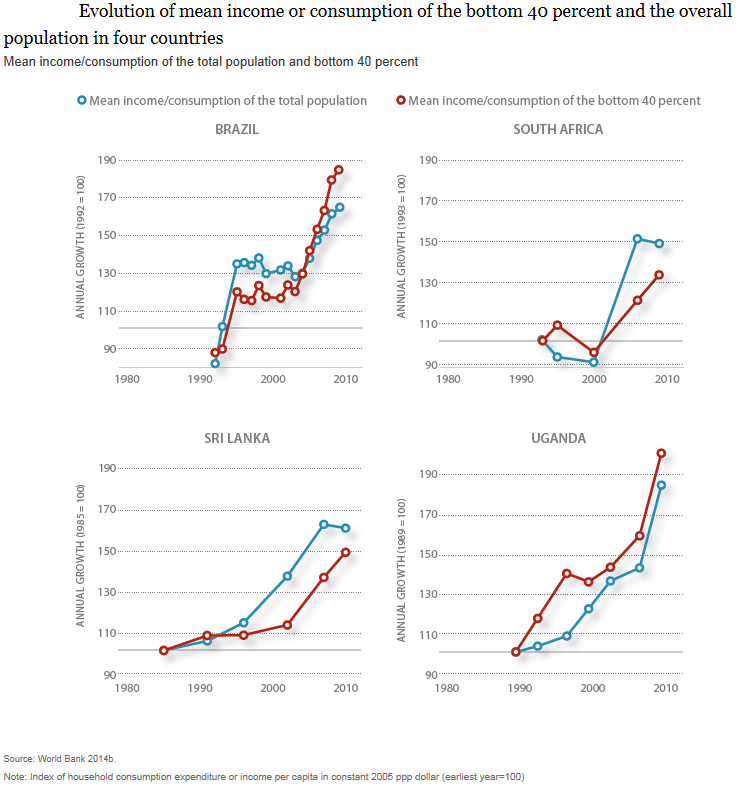 Evolution of mean income or consumption of the bottom 40 percent and the overall
population in four countries
Mean income/consumption of the total population and bottom 40 percent
Mean income/consumption of the total population
Mean income/consumption of the bottom 40 percent
BRAZIL
ANNUAL GROWTH (1992 = 100)
190
170
150
130
110
90
1980 1990 2000 2010
SOUTH AFRICA
ANNUAL GROWTH (1993 = 100)
190
170
150
130
110
90
1980 1990 2000 2010
SRI LANKA
ANNUAL GROWTH (1985 = 100)
190
170
150
130
110
90
1980 1990 2000 2010
UGANDA
ANNUAL GROWTH (1989 = 100)
190
170
150
130
110
90
1980 1990 2000 2010
Source: World Bank 2014b.
Note: Index of household consumption expenditure or income per capita in constant 2005 ppp dollar (earliest year=100)